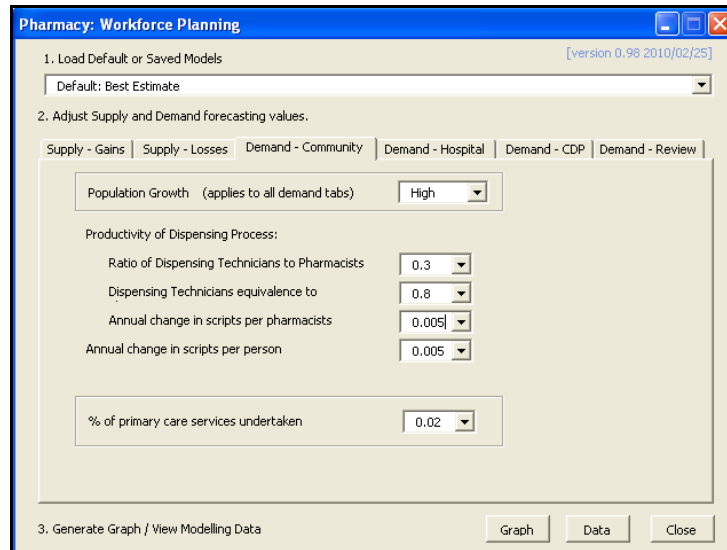 Pharmacy: Workforce Planning
1. Load Default or Saved Models
[version 0.98 2010/02/25]
Default: Best Estimate
2. Adjust Supply and Demand forecasting values.
Supply - Gains
Supply - Losses
Demand - Community
Demand - Hospital
Demand - CDP
Demand - Review
Population Growth (applies to all demand tabs) High
Productivity of Dispensing Process:
Ratio of Dispensing Technicians to Pharmacists 0.3
Dispensing Technicians equivalence to 0.8
Annual change in scripts per pharmacists 0.005
Annual change in scripts per person 0.005
% of primary care services undertaken 0.02
3. Generate Graph / View Modelling Data
Graph
Data
Close